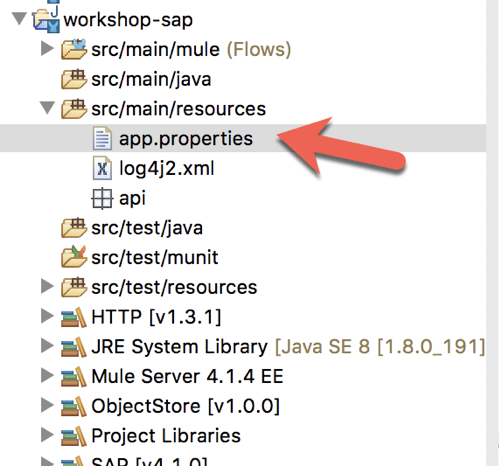 workshop-sap
src/main/mule (Flows)
src/main/java
src/main/resources
app.properties
log4j2.xml
api
src/test/java
src/test/munit
src/test/resources
HTTP [v1.3.1]
JRE System Library [Java SE 8 [1.8.0_191]
Mule Server 4.1.4 EE
ObjectStore [v1.0.0]
Project Libraries
SAP [v4.1.0]